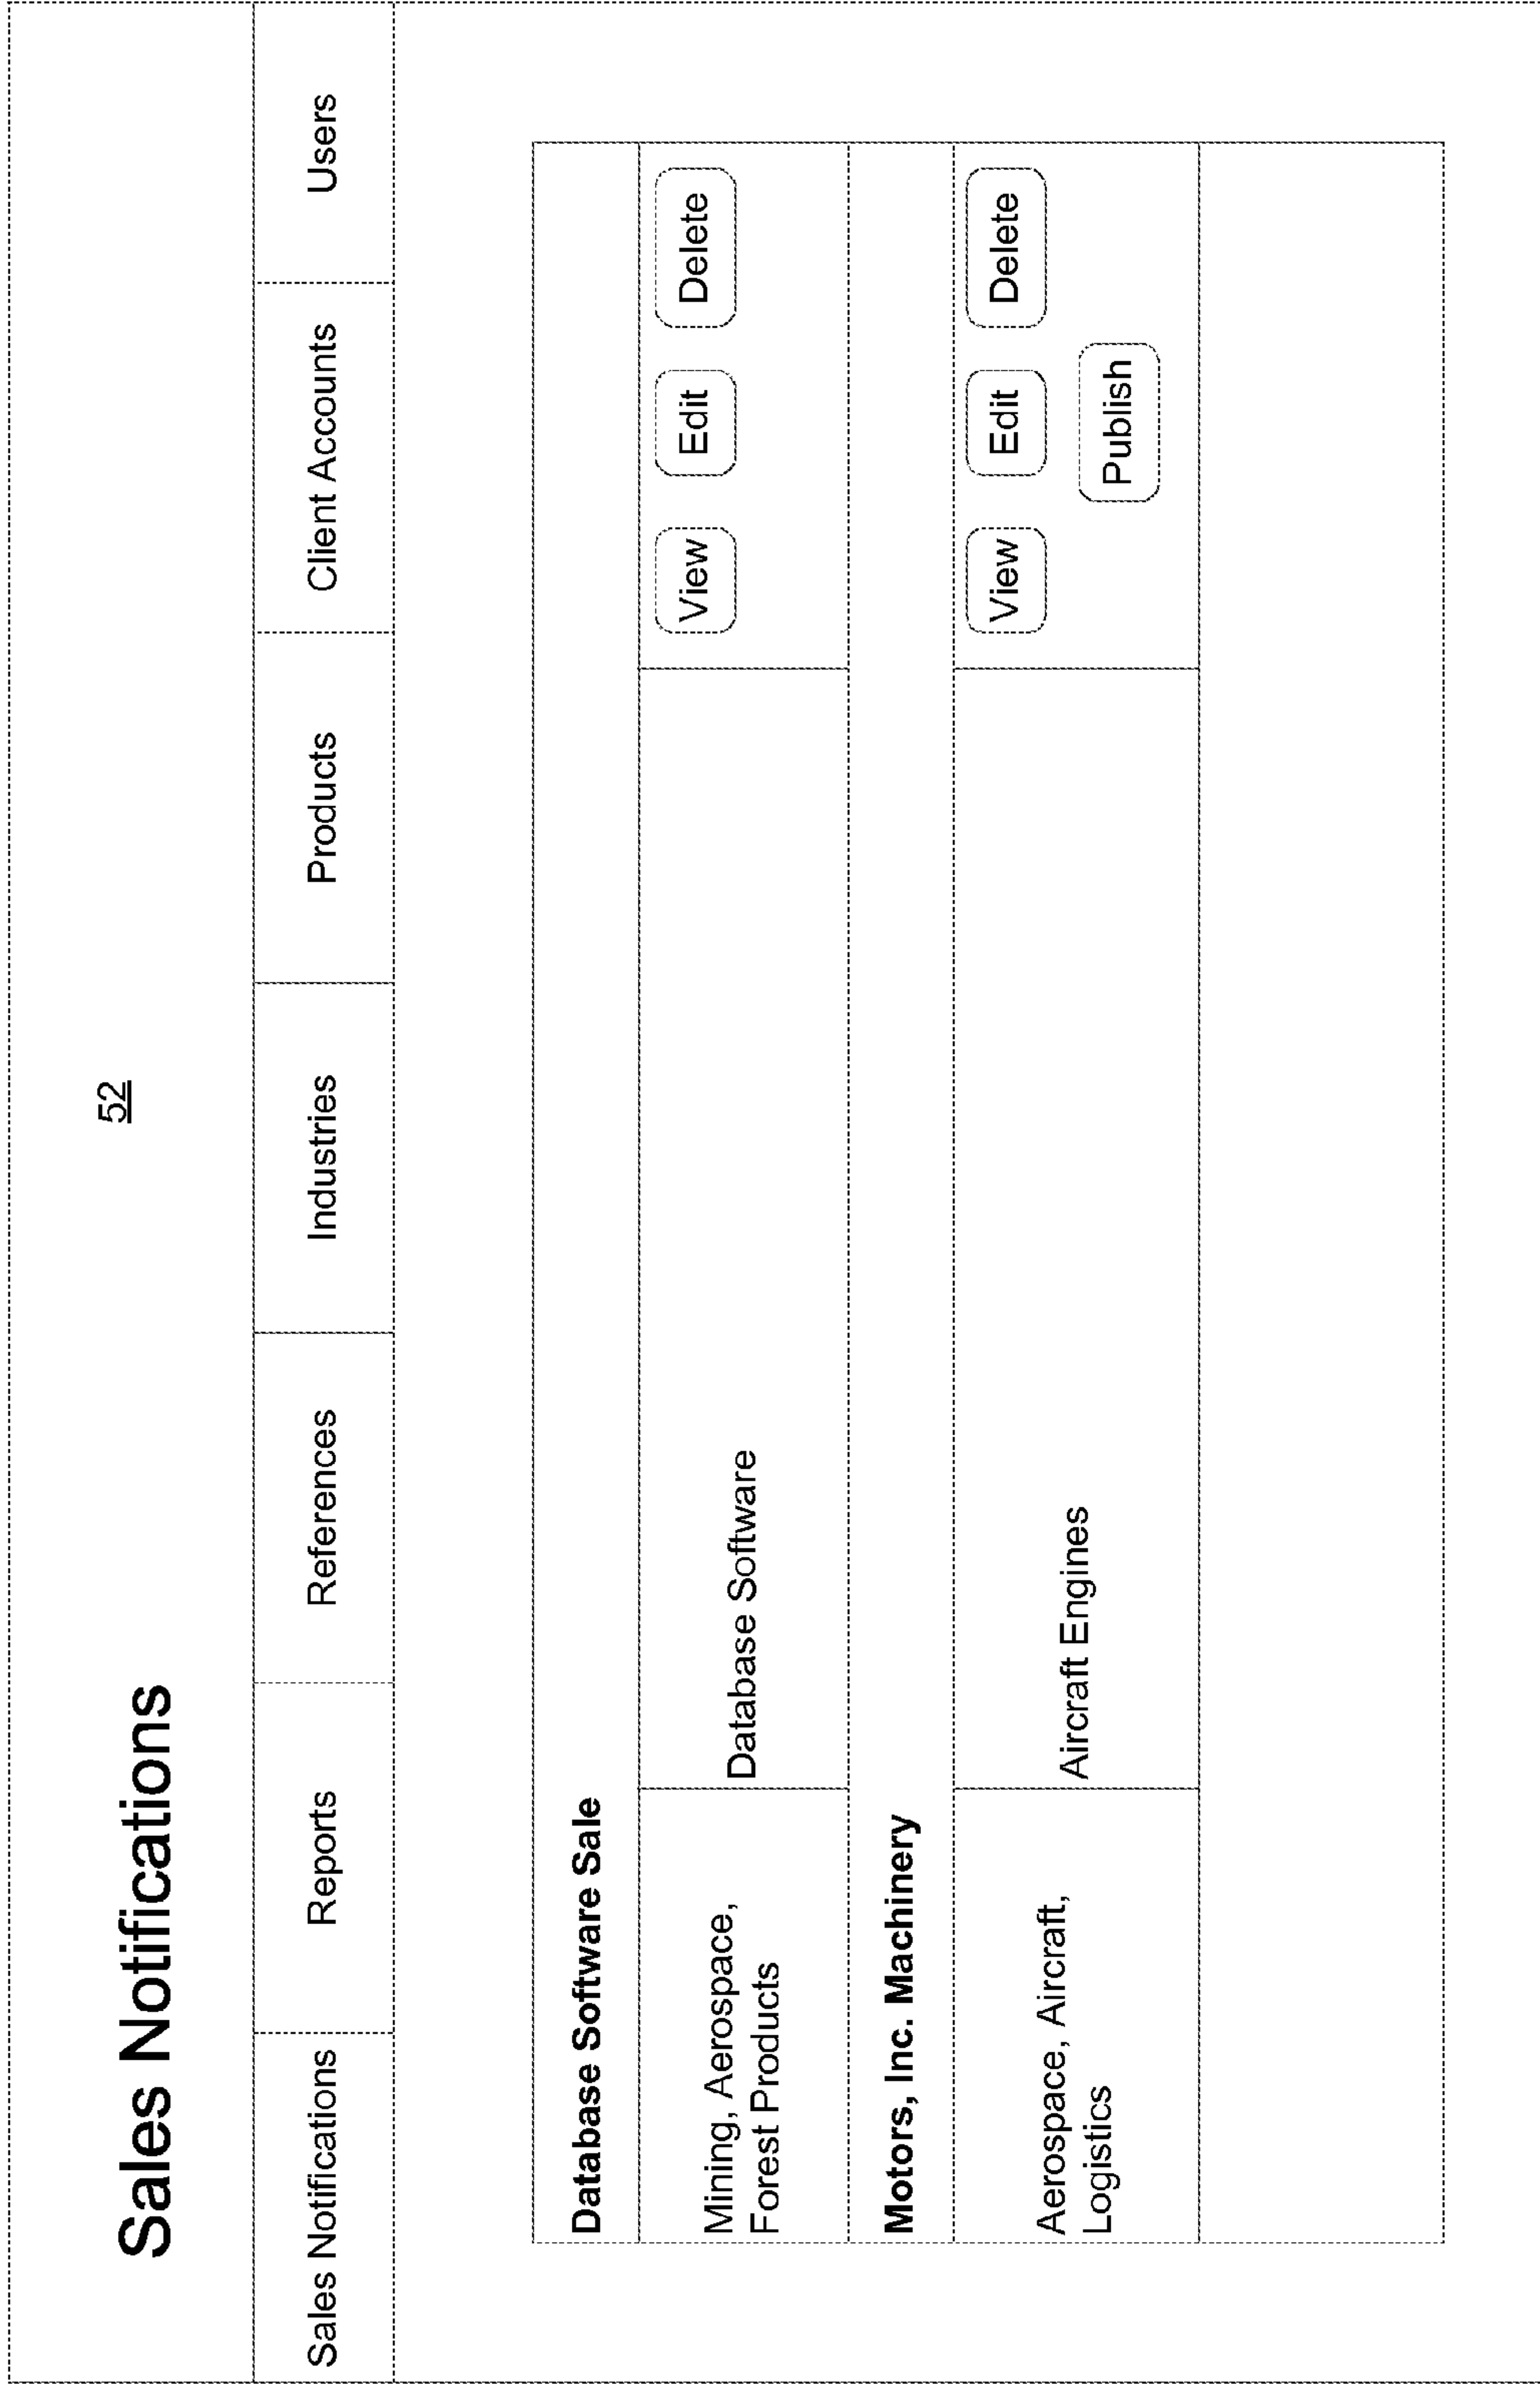 52
Sales Notifications
Sales Notifications Reports References Industries Products Client Accounts Users
Database Software Sale
Mining, Aerospace,
Forest Products
Database Software
View Edit Delete
Motors, Inc. Machinery
Aerospace, Aircraft,
Logistics
Aircraft Engines
View Edit Delete
Publish